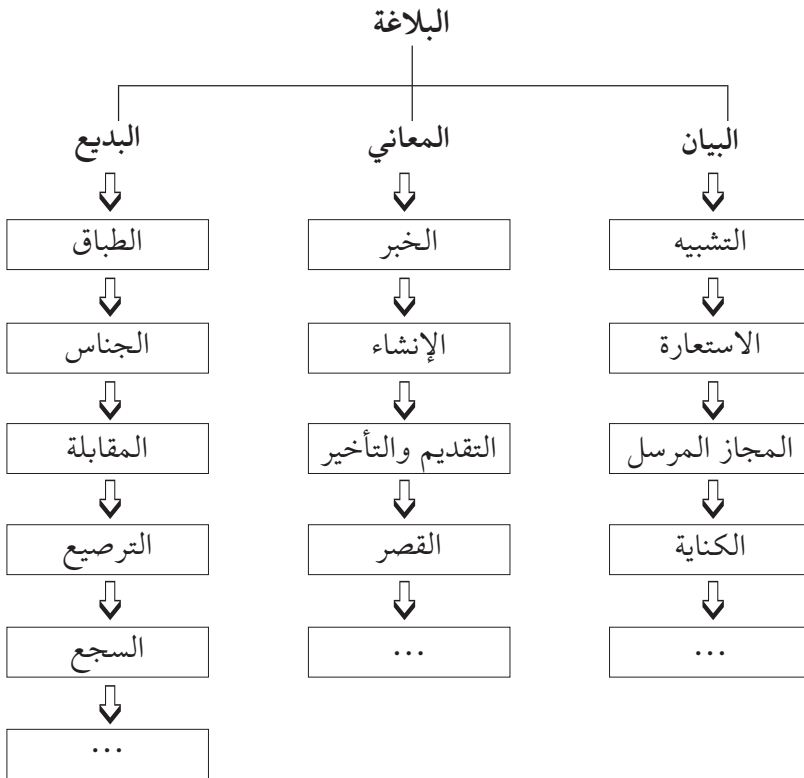 البلاغة
البيان
المعاني
البديع
التشبيه
الخبر
الطباق
الاستعارة
الإنشاء
الجناس
المجاز المرسل
التقديم والتأخير
المقابلة
الكناية
القصر
الترصيع
...
...
السجع
...